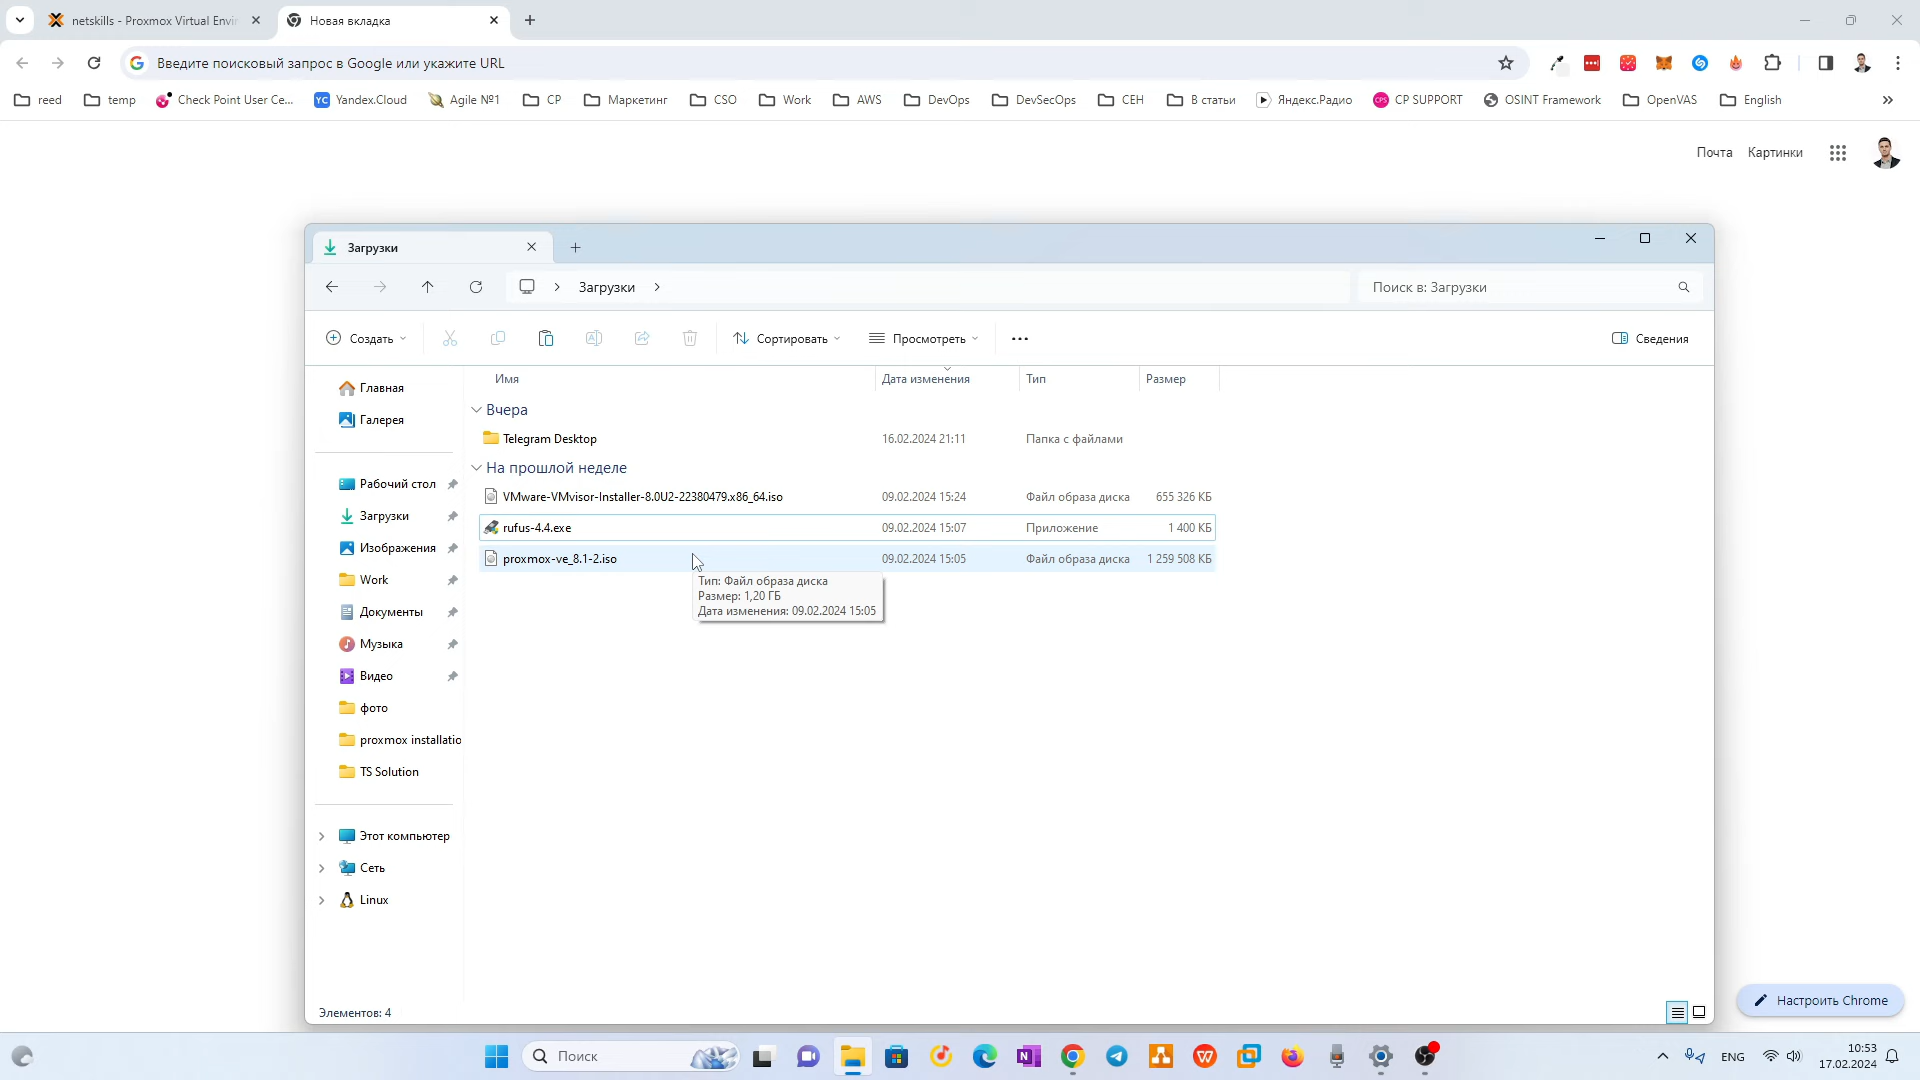 netskills - Proxmox Virtual Envir
Новая вкладка
Введите поисковый запрос в Google или укажите URL
reed
temp
Check Point User Ce...
Yandex.Cloud
Agile №1
CP
Маркетинг
CSO
Work
AWS
DevOps
DevSecOps
CEH
В статьи
Яндекс.Радио
CP SUPPORT
OSINT Framework
OpenVAS
English
Почта
Картинки
Загрузки
Загрузки
Поиск в: Загрузки
Создать
Сортировать
Просмотреть
Сведения
Имя
Дата изменения
Тип
Размер
Вчера
Telegram Desktop 16.02.2024 21:11 Папка с файлами
На прошлой неделе
VMware-VMvisor-Installer-8.0U2-22380479.x86_64.iso 09.02.2024 15:24 Файл образа диска 655 326 КБ
rufus-4.4.exe 09.02.2024 15:07 Приложение 1 400 КБ
proxmox-ve_8.1-2.iso 09.02.2024 15:05 Файл образа диска 1 259 508 КБ
Тип: Файл образа диска
Размер: 1,20 ГБ
Дата изменения: 09.02.2024 15:05
Главная
Галерея
Рабочий стол
Загрузки
Изображения
Work
Документы
Музыка
Видео
фото
proxmox installatio
TS Solution
Этот компьютер
Сеть
Linux
Элементов: 4
Настроить Chrome
Поиск
ENG
10:53
17.02.2024